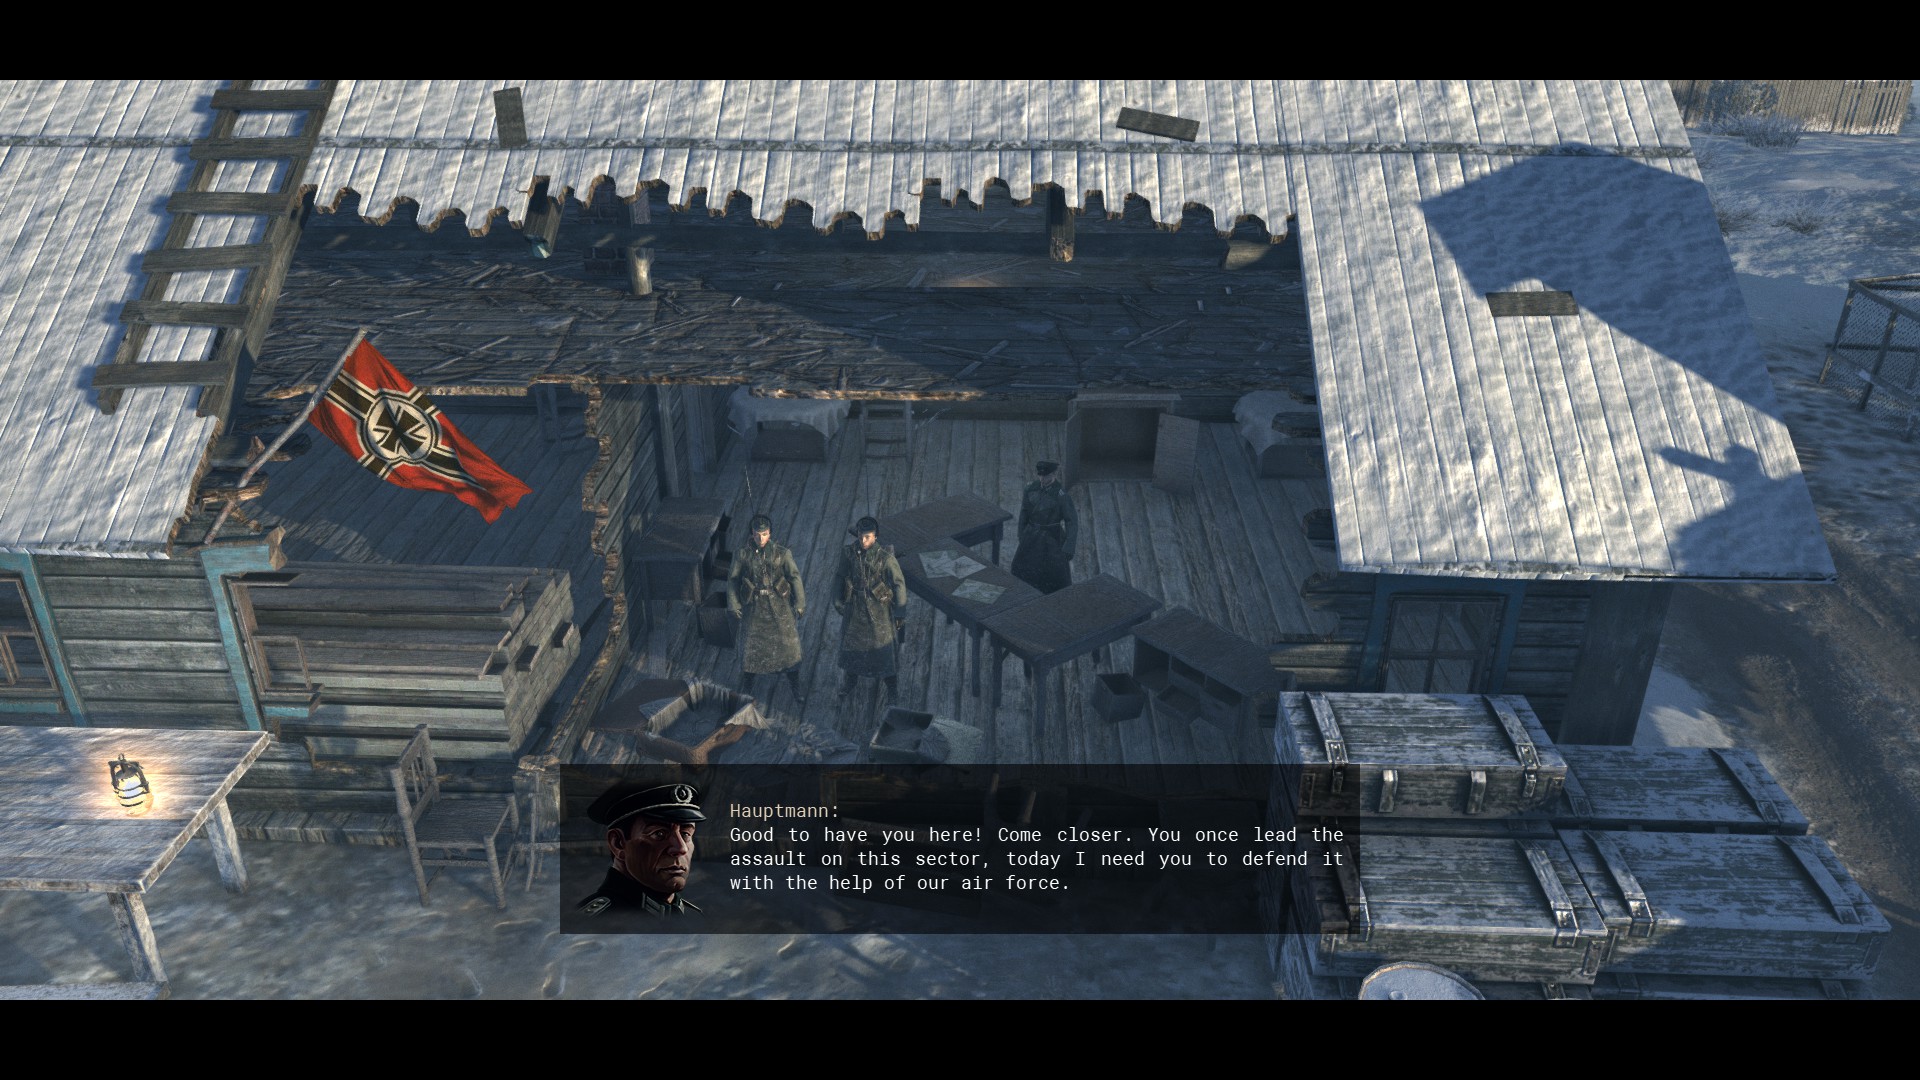 Hauptmann:
Good to have you here! Come closer. You once lead the
assault on this sector, today I need you to defend it
with the help of our air force.